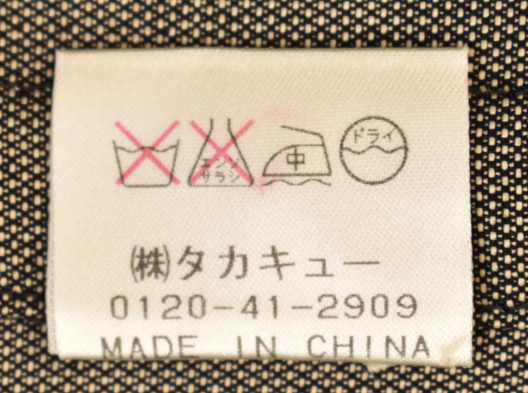 エンソ
サラシ
中
ドライ
(株)タカキュー
0120-41-2909
MADE IN CHINA